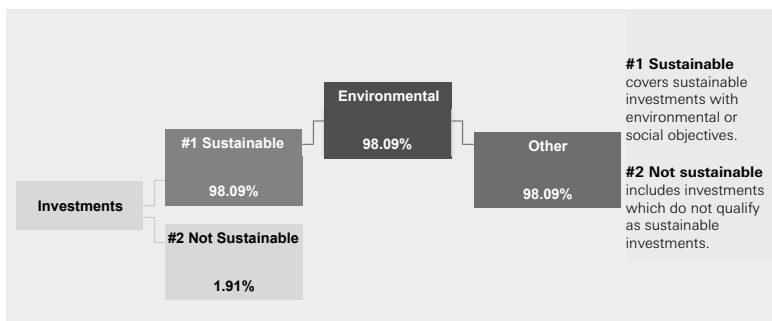 Investments
#1 Sustainable
98.09%
#2 Not Sustainable
1.91%
Environmental
98.09%
Other
98.09%
#1 Sustainable
covers sustainable
investments with
environmental or
social objectives.
#2 Not sustainable
includes investments
which do not qualify
as sustainable
investments.